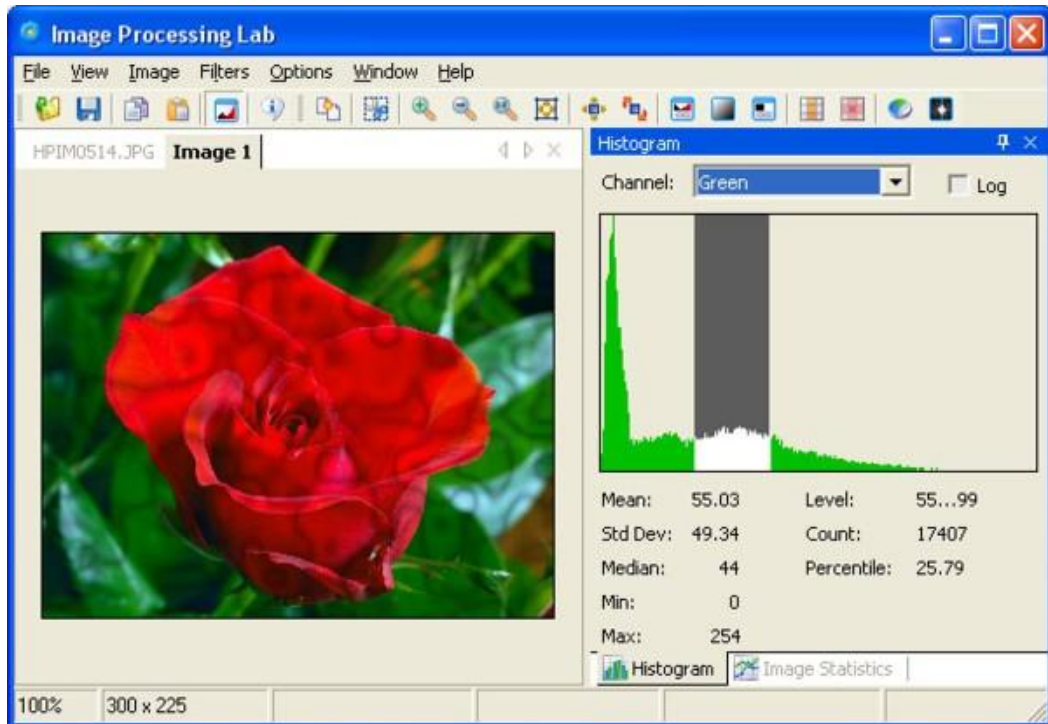 Image Processing Lab
File View Image Filters Options Window Help
HPIM0514.JPG Image 1
Histogram
Channel: Green Log
Mean: 55.03 Level: 55...99
Std Dev: 49.34 Count: 17407
Median: 44 Percentile: 25.79
Min: 0
Max: 254
Histogram Image Statistics
100% 300 x 225